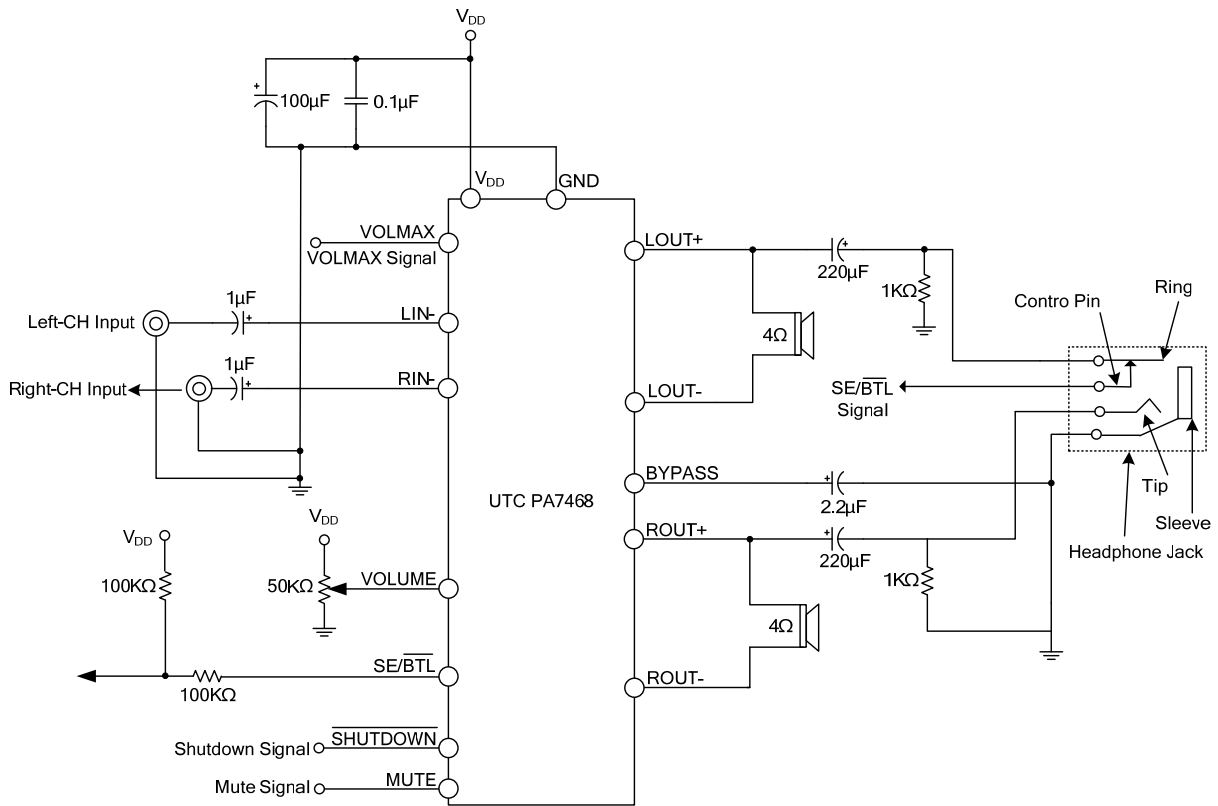 VDD
100µF
0.1µF
VDD
GND
VOLMAX
VOLMAX Signal
LOUT+
220µF
1KΩ
Contro Pin
Ring
1µF
Left-CH Input
LIN-
4Ω
1µF
Right-CH Input
RIN-
LOUT-
SE/BTL
Signal
BYPASS
2.2µF
Tip
Sleeve
Headphone Jack
UTC PA7468
VDD
VDD
ROUT+
220µF
1KΩ
100KΩ
50KΩ
VOLUME
4Ω
SE/BTL
100KΩ
ROUT-
Shutdown Signal
SHUTDOWN
Mute Signal
MUTE